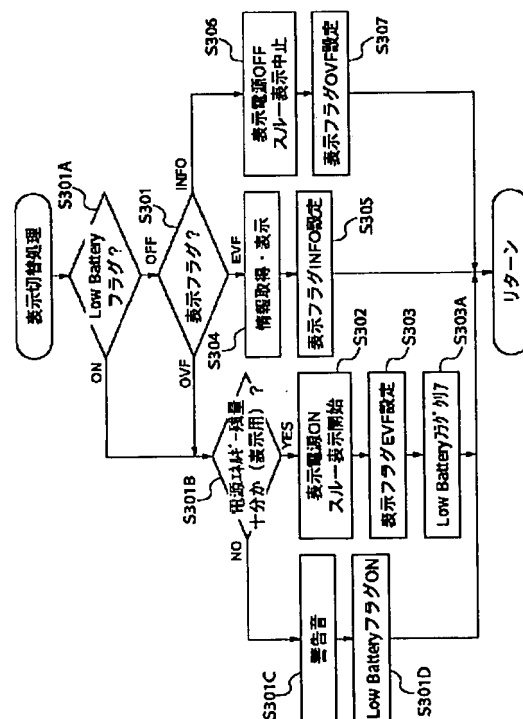 表示切替処理
S301A
Low Battery
フラグ?
ON
OFF
S301
表示フラグ?
INFO
OVF
EVF
S301B
電源エネルギー残量
十分か(表示用)?
NO
YES
S304
情報取得・表示
S306
表示電源OFF
スルー表示中止
S301C
警告音
S302
表示電源ON
スルー表示開始
S305
表示フラグINFO設定
S307
表示フラグOVF設定
S301D
Low BatteryフラグON
S303
表示フラグEVF設定
S303A
Low Batteryフラグクリア
リターン